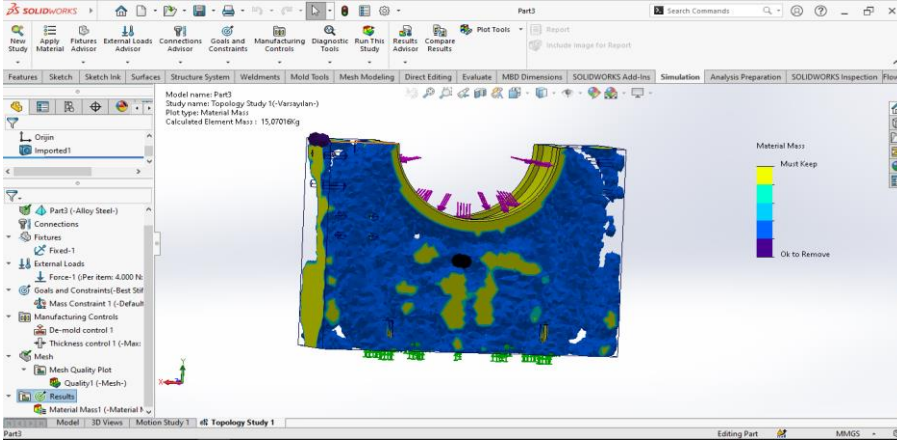 SOLIDWORKS
Part3
Search Commands
New Study
Apply Material
Fixtures Advisor
External Loads Advisor
Connections Advisor
Goals and Constraints
Manufacturing Controls
Diagnostic Tools
Run This Study
Results Advisor
Compare Results
Plot Tools
Report
Include Image for Report
Features
Sketch
Sketch Ink
Surfaces
Structure System
Weldments
Mold Tools
Mesh Modeling
Direct Editing
Evaluate
MBD Dimensions
SOLIDWORKS Add-Ins
Simulation
Analysis Preparation
SOLIDWORKS Inspection
Flow
Model name: Part3
Study name: Topology Study 1(-Varsayılan-)
Plot type: Material Mass
Calculated Element Mass : 15,07016Kg
Orijin
Imported1
Part3 (-Alloy Steel-)
Connections
Fixtures
Fixed-1
External Loads
Force-1 (:Per item: 4.000 N:
Goals and Constraints(-Best Stif
Mass Constraint 1 (-Default
Manufacturing Controls
De-mold control 1
Thickness control 1 (-Max:
Mesh
Mesh Quality Plot
Quality1 (-Mesh-)
Results
Material Mass1 (-Material M
Material Mass
Must Keep
Ok to Remove
Y
X
Model
3D Views
Motion Study 1
Topology Study 1
Part3
Editing Part
MMGS